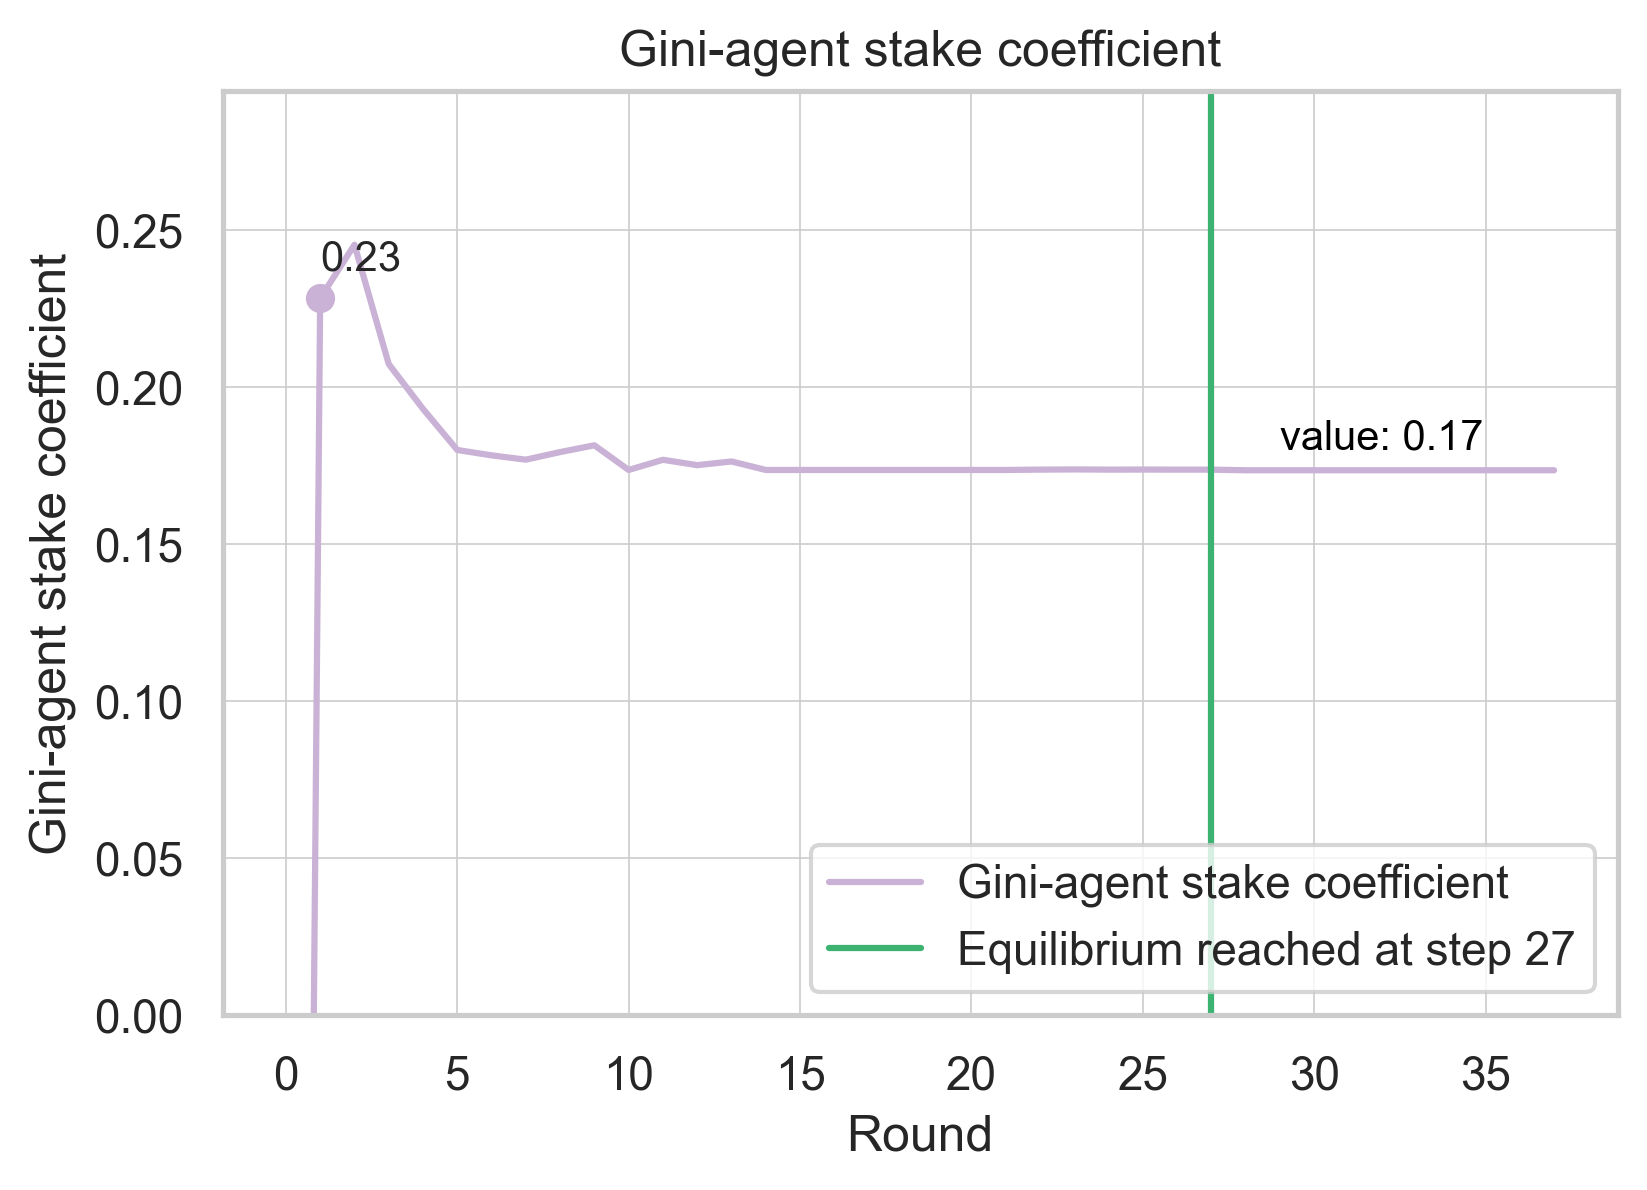 Gini-agent stake coefficient
Gini-agent stake coefficient
0.25
0.20
0.15
0.10
0.05
0.00
0.23
value: 0.17
Gini-agent stake coefficient
Equilibrium reached at step 27
0 5 10 15 20 25 30 35
Round